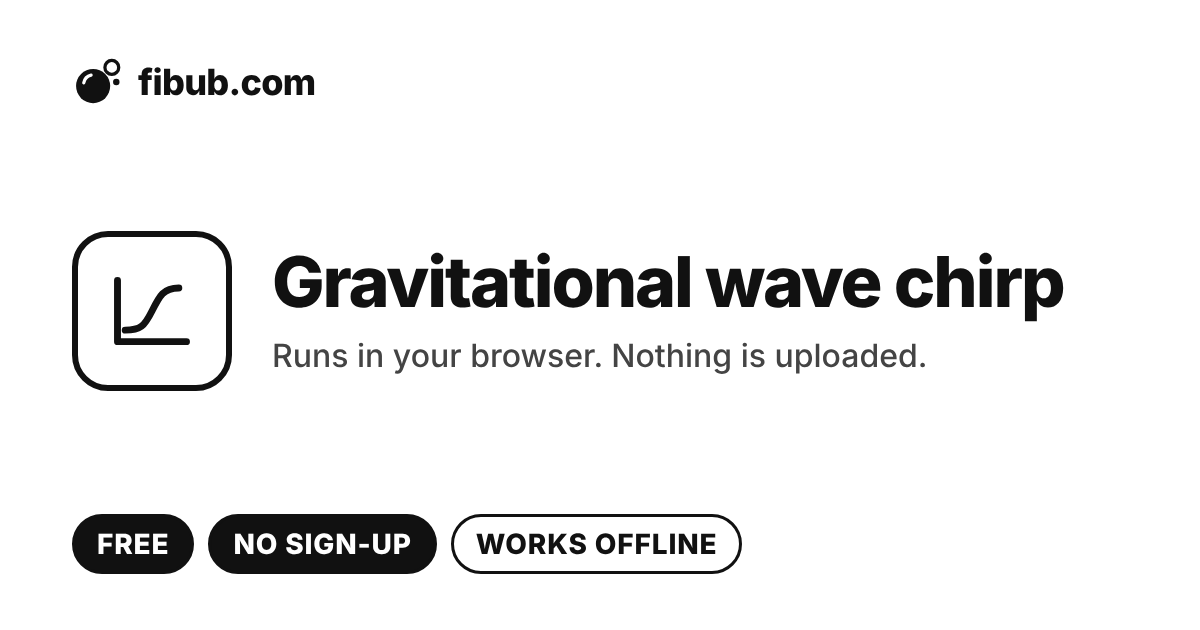 fibub.com
Gravitational wave chirp
Runs in your browser. Nothing is uploaded.
FREE
NO SIGN-UP
WORKS OFFLINE